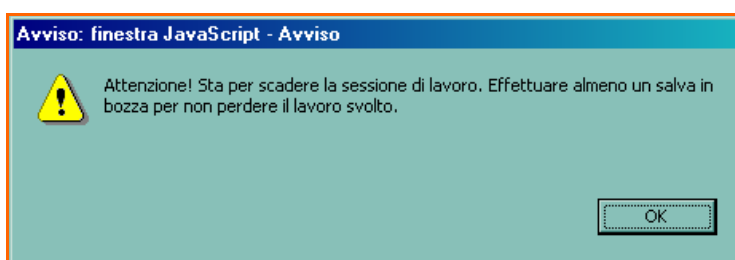 Avviso: finestra JavaScript - Avviso
Attenzione! Sta per scadere la sessione di lavoro. Effettuare almeno un salva in
bozza per non perdere il lavoro svolto.
OK